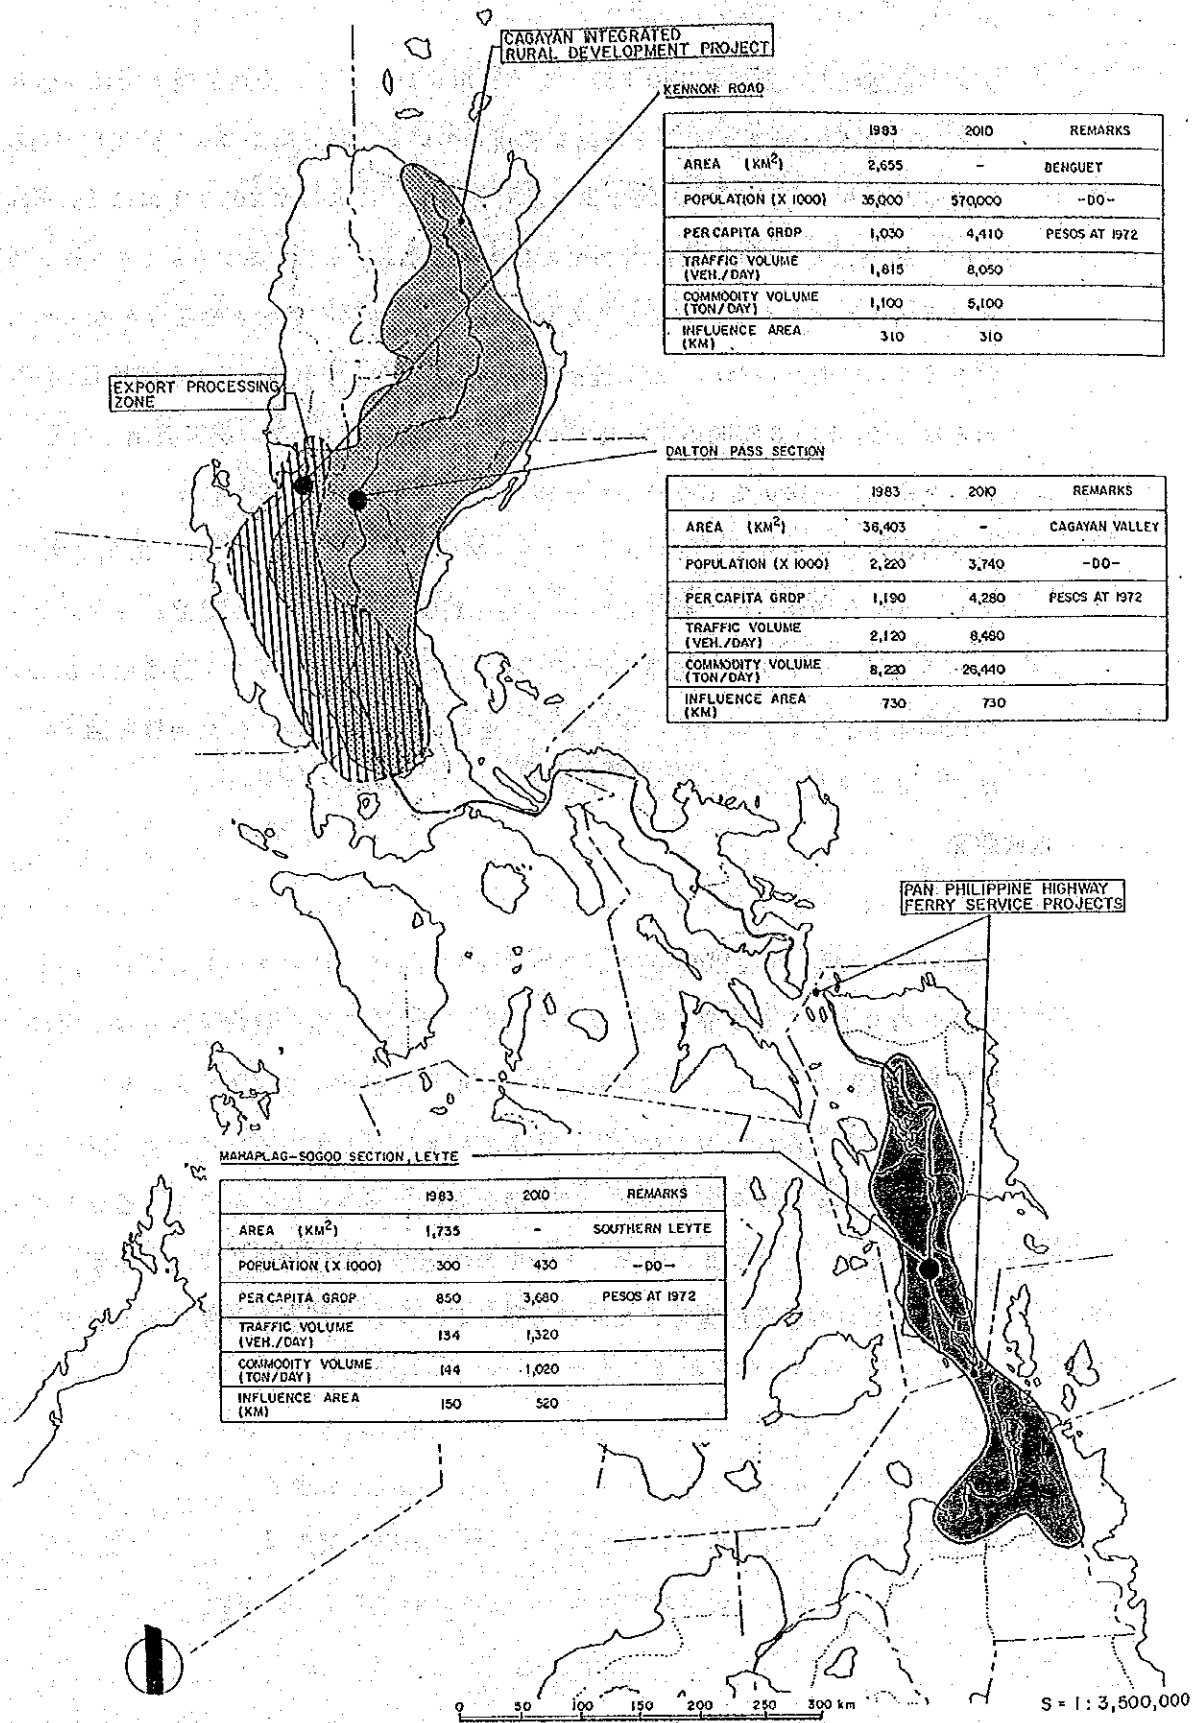 CAGAYAN INTEGRATED
RURAL DEVELOPMENT PROJECT
KENNON ROAD
1983 2010 REMARKS
AREA (KM²) 2,655 - BENGUET
POPULATION (X 1000) 35,000 570,000 -DO-
PER CAPITA GRDP 1,030 4,410 PESOS AT 1972
TRAFFIC VOLUME
(VEH./DAY) 1,815 8,050
COMMODITY VOLUME
(TON/DAY) 1,100 5,100
INFLUENCE AREA
(KM) 310 310
EXPORT PROCESSING
ZONE
DALTON PASS SECTION
1983 2010 REMARKS
AREA (KM²) 36,403 - CAGAYAN VALLEY
POPULATION (X 1000) 2,220 3,740 -DO-
PER CAPITA GRDP 1,190 4,280 PESOS AT 1972
TRAFFIC VOLUME
(VEH./DAY) 2,120 8,480
COMMODITY VOLUME
(TON/DAY) 8,220 26,440
INFLUENCE AREA
(KM) 730 730
PAN PHILIPPINE HIGHWAY
FERRY SERVICE PROJECTS
MAHAPLAG-SOGOD SECTION, LEYTE
1983 2010 REMARKS
AREA (KM²) 1,735 - SOUTHERN LEYTE
POPULATION (X 1000) 300 430 -DO-
PER CAPITA GRDP 850 3,680 PESOS AT 1972
TRAFFIC VOLUME
(VEH./DAY) 134 1,320
COMMODITY VOLUME
(TON/DAY) 144 1,020
INFLUENCE AREA
(KM) 150 520
0 50 100 150 200 250 300 km
S = 1 : 3,500,000